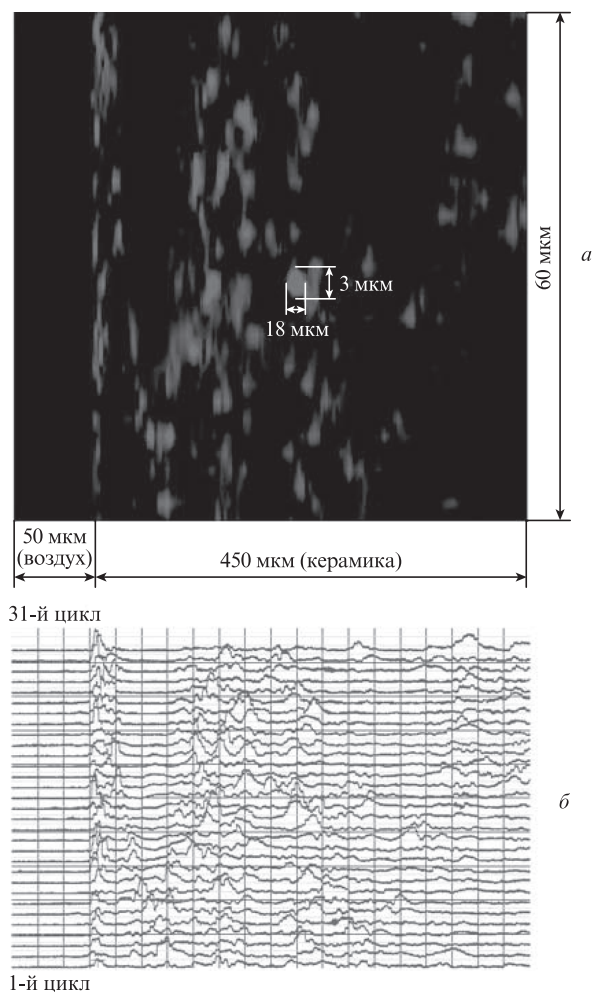 60 мкм
а
3 мкм
18 мкм
50 мкм
(воздух)
450 мкм (керамика)
31-й цикл
б
1-й цикл